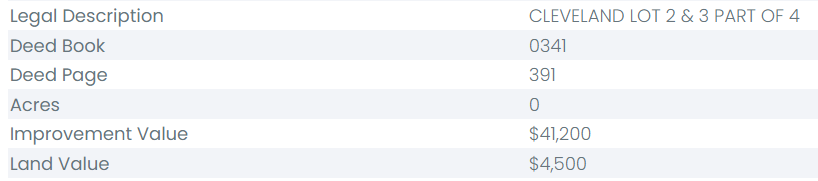 Legal Description CLEVELAND LOT 2 & 3 PART OF 4
Deed Book 0341
Deed Page 391
Acres 0
Improvement Value $41,200
Land Value $4,500